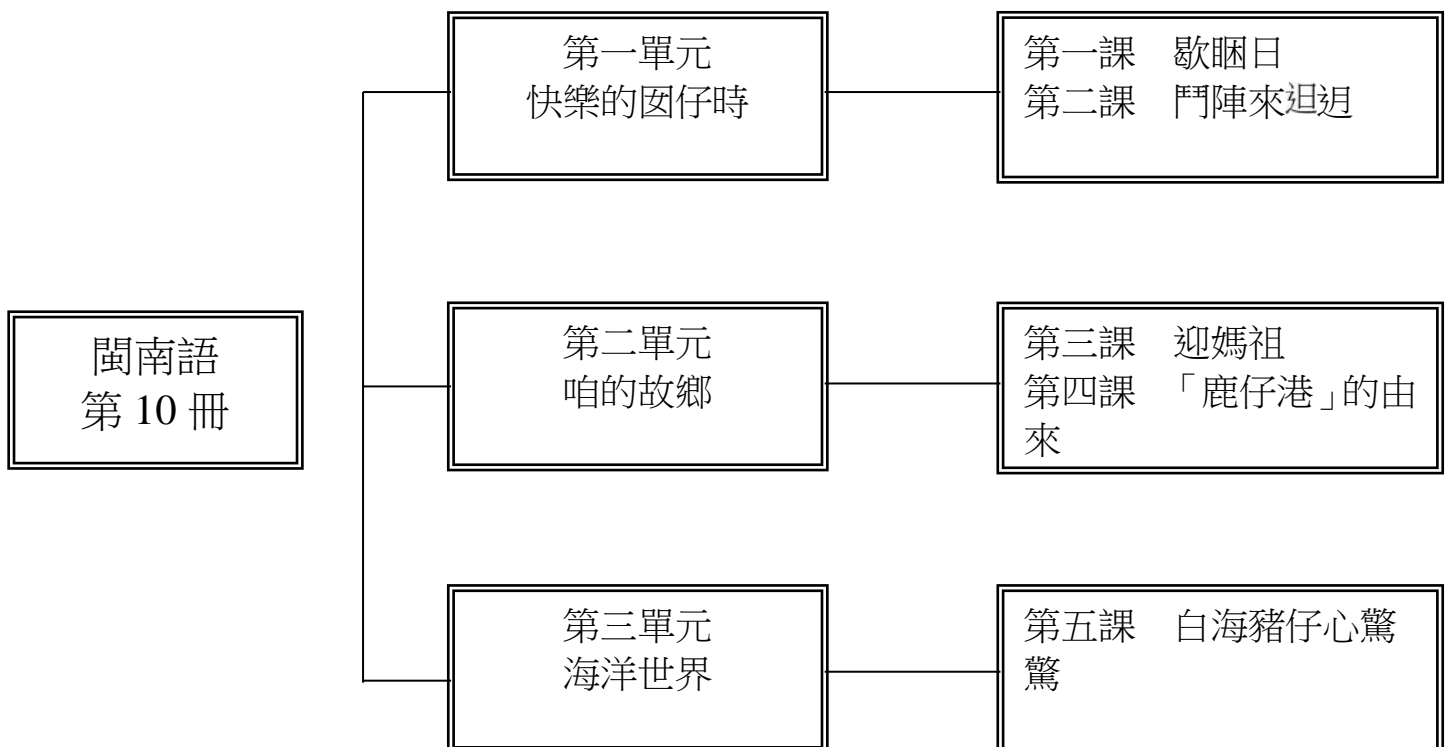 閩南語
第 10 冊
第一單元
快樂的囡仔時
第一課　歇睏日
第二課　鬥陣來𨑨迌
第二單元
咱的故鄉
第三課　迎媽祖
第四課　「鹿仔港」的由
來
第三單元
海洋世界
第五課　白海豬仔心驚
驚